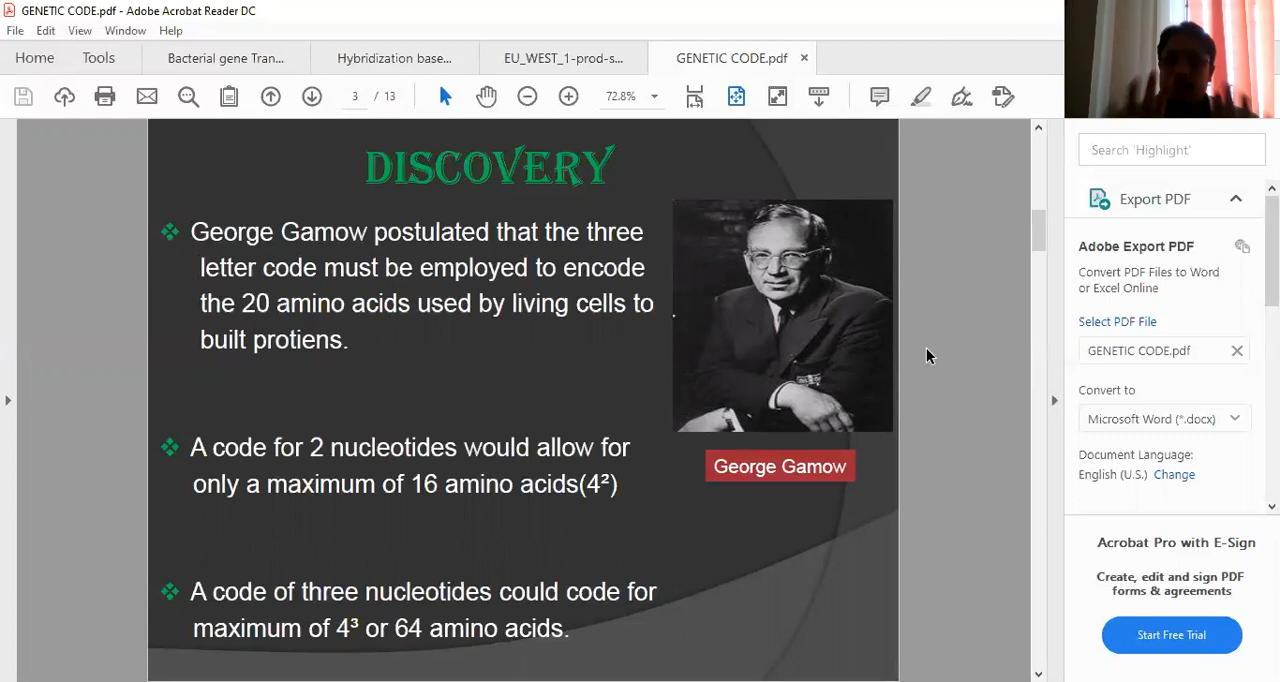 GENETIC CODE.pdf - Adobe Acrobat Reader DC
File Edit View Window Help
Home Tools Bacterial gene Tran... Hybridization base... EU_WEST_1-prod-s... GENETIC CODE.pdf ×
3 / 13 72.8%
DISCOVERY
George Gamow postulated that the three
letter code must be employed to encode
the 20 amino acids used by living cells to
built protiens.
George Gamow
A code for 2 nucleotides would allow for
only a maximum of 16 amino acids(4²)
A code of three nucleotides could code for
maximum of 4³ or 64 amino acids.
Search 'Highlight'
Export PDF
Adobe Export PDF
Convert PDF Files to Word
or Excel Online
Select PDF File
GENETIC CODE.pdf
Convert to
Microsoft Word (*.docx)
Document Language:
English (U.S.) Change
Acrobat Pro with E-Sign
Create, edit and sign PDF
forms & agreements
Start Free Trial